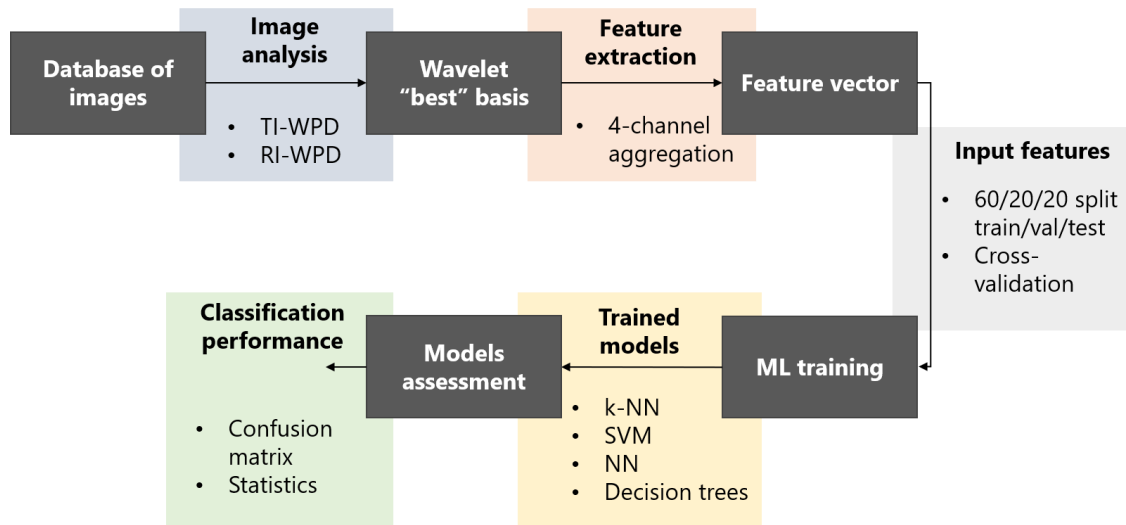 Database of
images
Image
analysis
• TI-WPD
• RI-WPD
Wavelet
“best” basis
Feature
extraction
• 4-channel
aggregation
Feature vector
Input features
• 60/20/20 split
train/val/test
• Cross-
validation
ML training
Trained
models
• k-NN
• SVM
• NN
• Decision trees
Models
assessment
Classification
performance
• Confusion
matrix
• Statistics